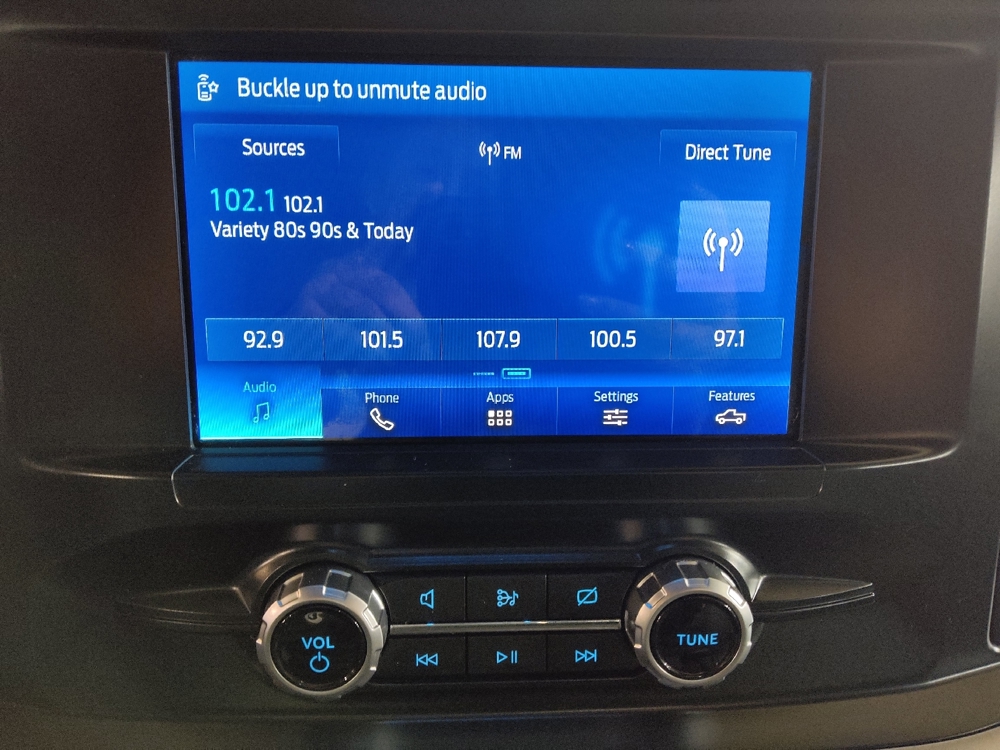 Buckle up to unmute audio
Sources
FM
Direct Tune
102.1 102.1
Variety 80s 90s & Today
92.9 101.5 107.9 100.5 97.1
Audio Phone Apps Settings Features
VOL
TUNE